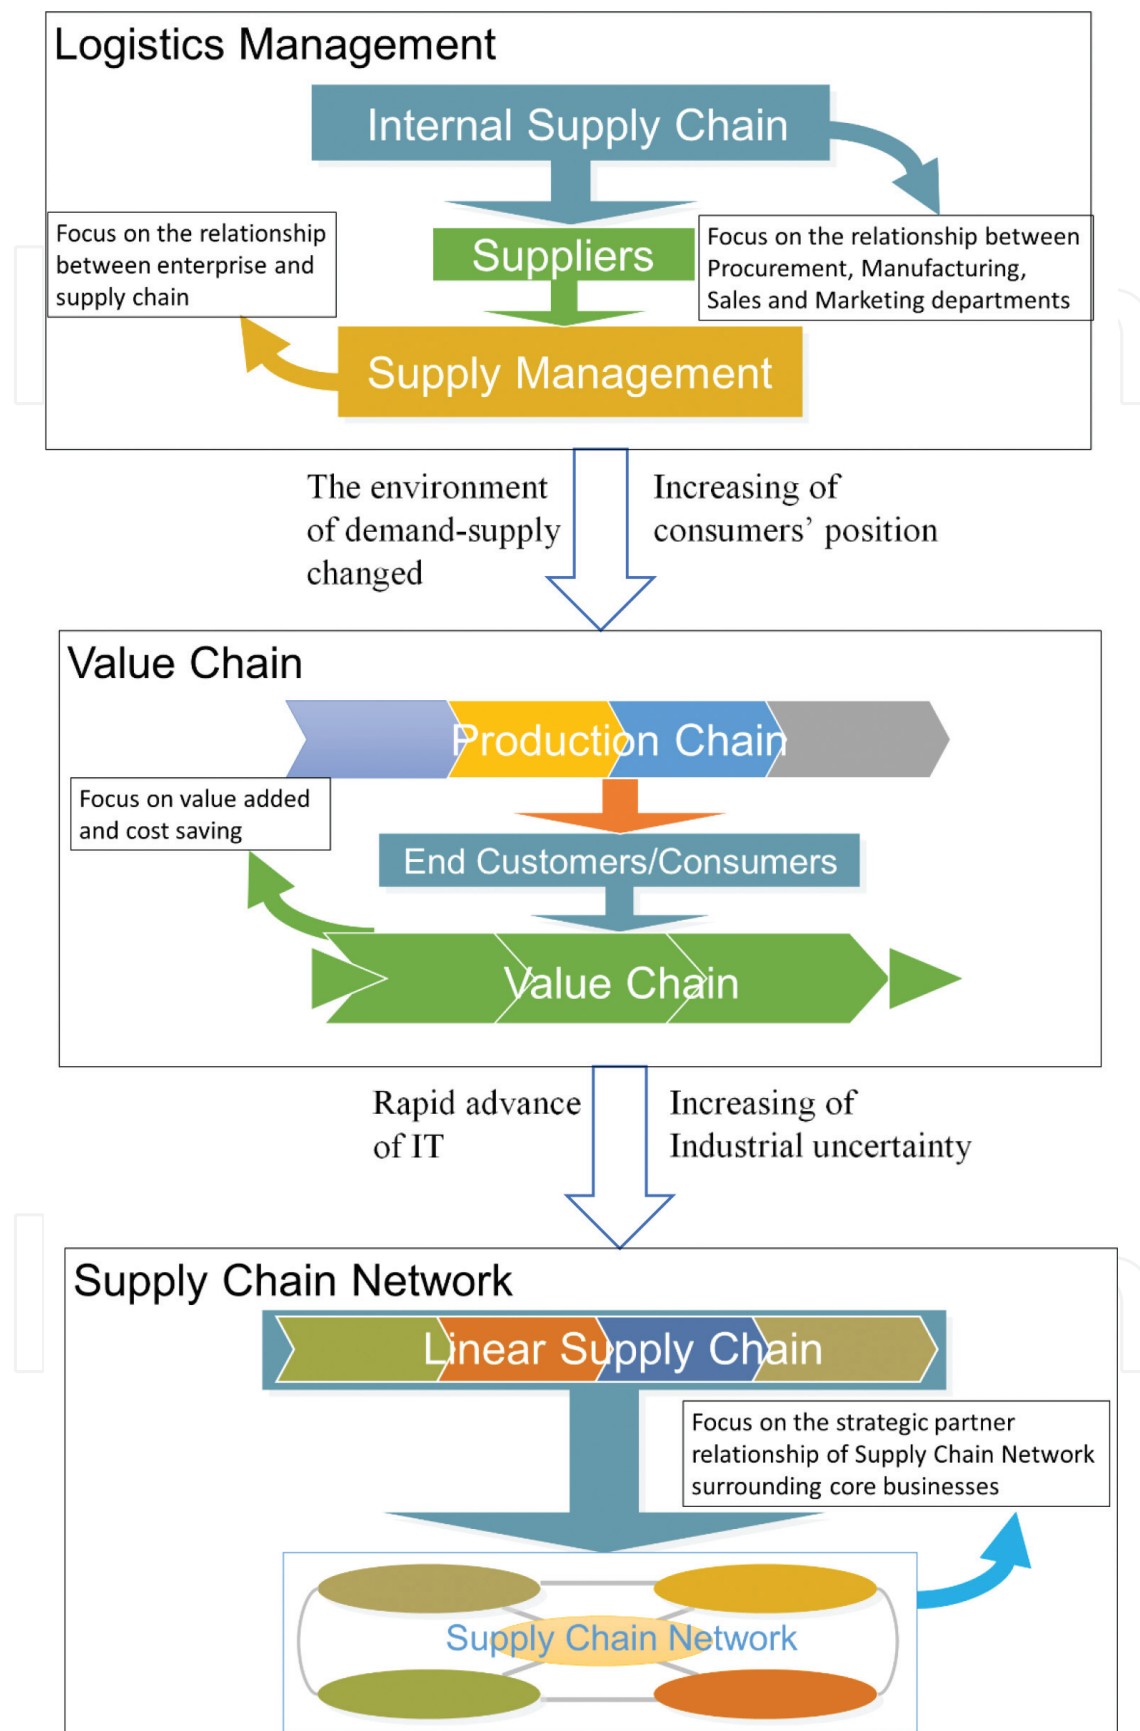 Logistics Management
Internal Supply Chain
Focus on the relationship
between enterprise and
supply chain
Suppliers
Focus on the relationship between
Procurement, Manufacturing,
Sales and Marketing departments
Supply Management
The environment
of demand-supply
changed
Increasing of
consumers’ position
Value Chain
Production Chain
Focus on value added
and cost saving
End Customers/Consumers
Value Chain
Rapid advance
of IT
Increasing of
Industrial uncertainty
Supply Chain Network
Linear Supply Chain
Focus on the strategic partner
relationship of Supply Chain Network
surrounding core businesses
Supply Chain Network